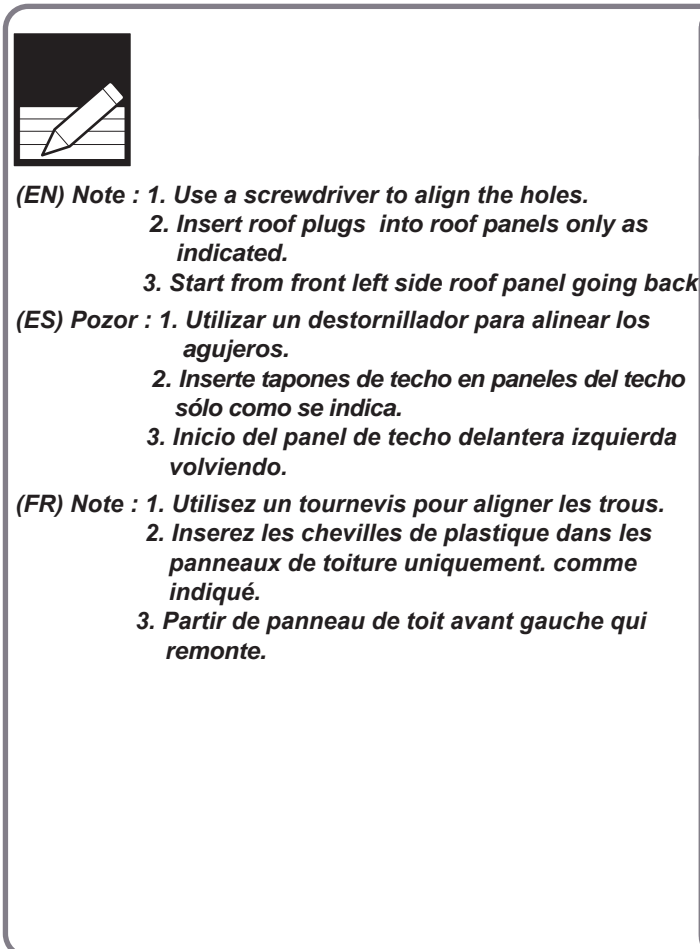 (EN) Note : 1. Use a screwdriver to align the holes.
2. Insert roof plugs into roof panels only as
indicated.
3. Start from front left side roof panel going back
(ES) Pozor : 1. Utilizar un destornillador para alinear los
agujeros.
2. Inserte tapones de techo en paneles del techo
sólo como se indica.
3. Inicio del panel de techo delantera izquierda
volviendo.
(FR) Note : 1. Utilisez un tournevis pour aligner les trous.
2. Inserez les chevilles de plastique dans les
panneaux de toiture uniquement. comme
indiqué.
3. Partir de panneau de toit avant gauche qui
remonte.